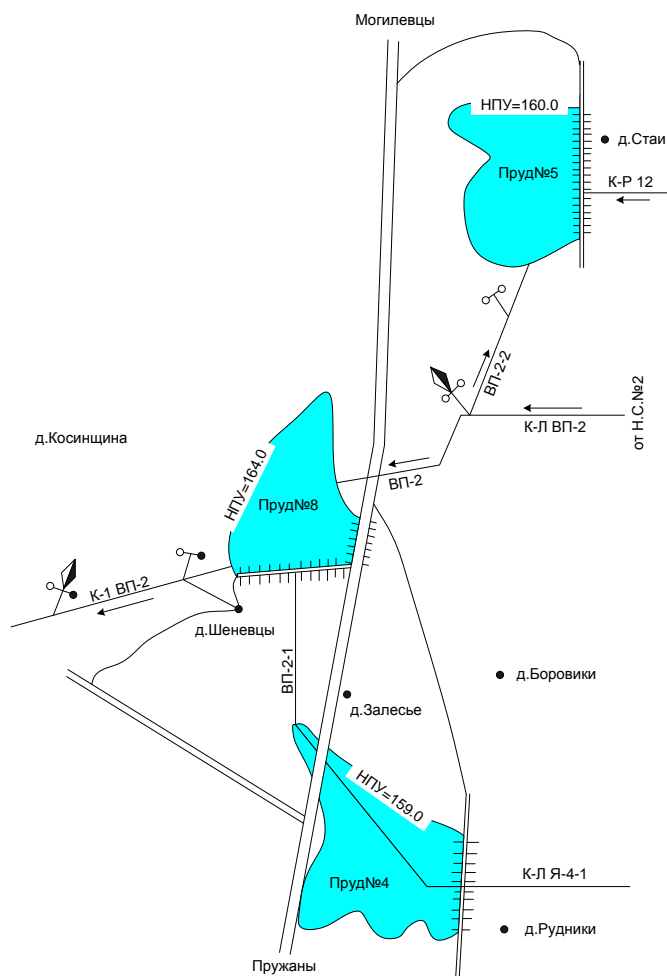 Могилевцы
НПУ=160.0
д.Стаи
Пруд№5
К-Р 12
ВП-2-2
от Н.С.№2
К-Л ВП-2
д.Косинщина
НПУ=164.0
ВП-2
Пруд№8
К-1 ВП-2
д.Шеневцы
ВП-2-1
д.Боровики
д.Залесье
НПУ=159.0
Пруд№4
К-Л Я-4-1
д.Рудники
Пружаны